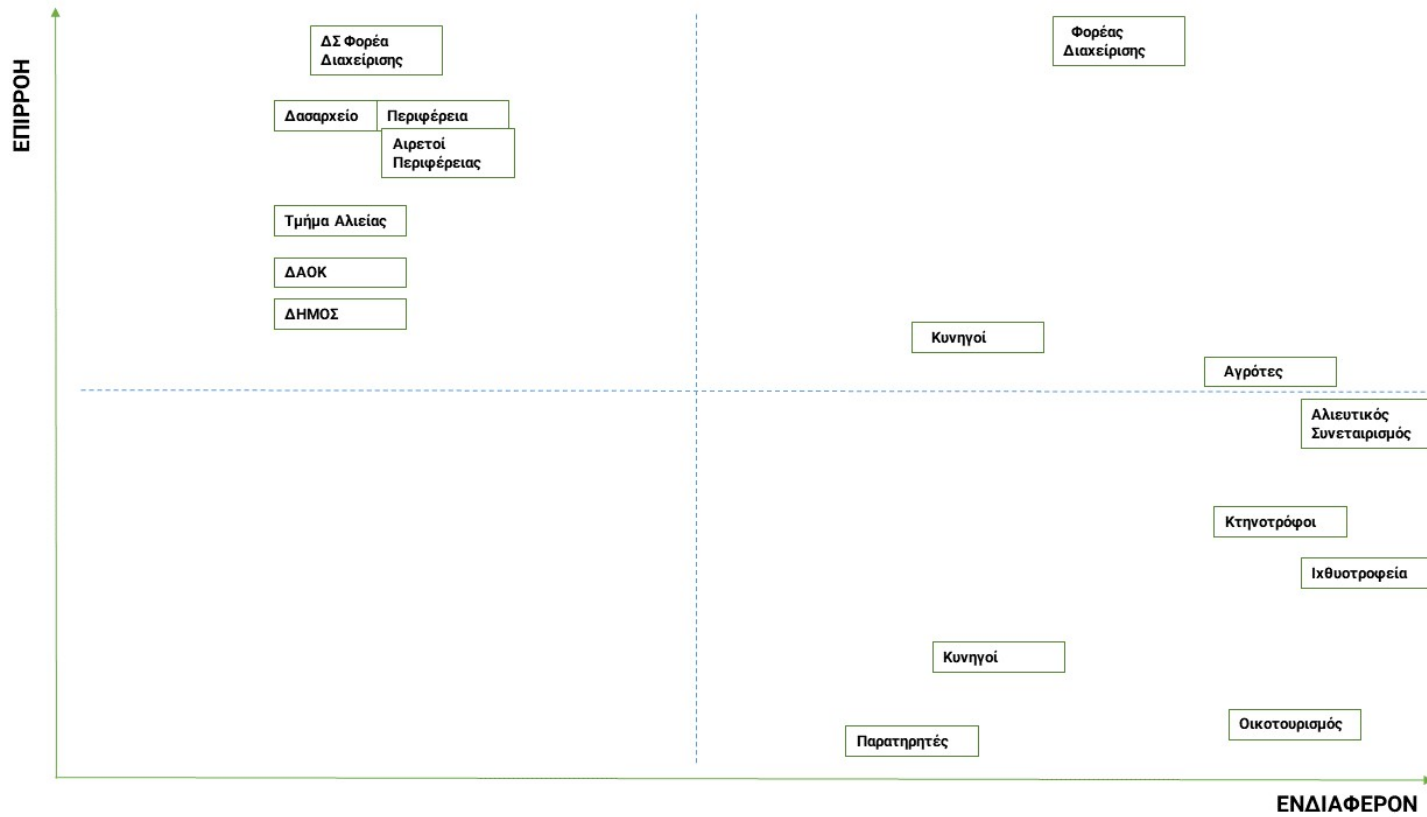 ΕΠΙΡΡΟΗ
ΔΣ Φορέα
Διαχείρισης
Φορέας
Διαχείρισης
Δασαρχείο
Περιφέρεια
Αιρετοί
Περιφέρειας
Τμήμα Αλιείας
ΔΑΟΚ
ΔΗΜΟΣ
Κυνηγοί
Αγρότες
Αλιευτικός
Συνεταιρισμός
Κτηνοτρόφοι
Ιχθυοτροφεία
Κυνηγοί
Οικοτουρισμός
Παρατηρητές
ΕΝΔΙΑΦΕΡΟΝ